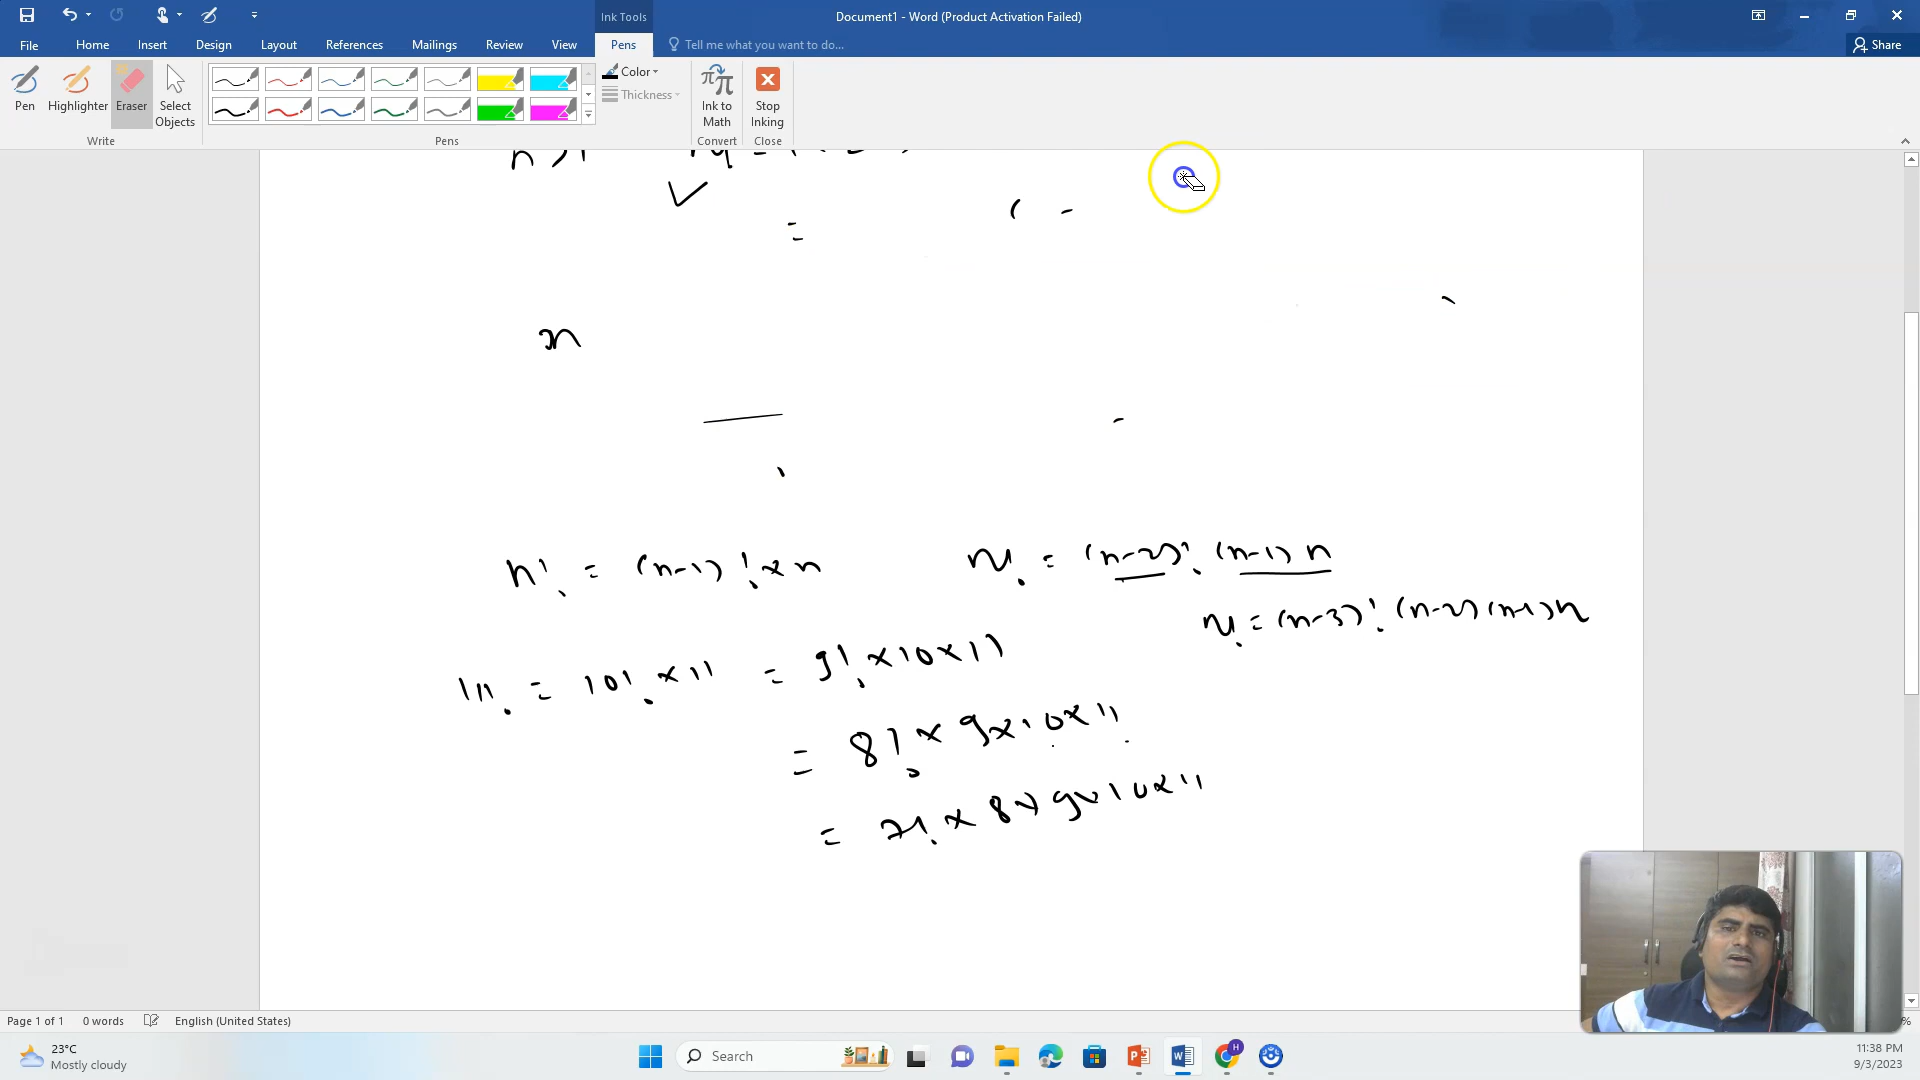 Ink Tools
Document1 - Word (Product Activation Failed)
File Home Insert Design Layout References Mailings Review View Pens Tell me what you want to do... Share
Pen Highlighter Eraser Select Objects
Color
Thickness
Ink to Math
Stop Inking
Write Pens Convert Close
=
( -
n
n! = (n-1)! × n
n! = (n-2)! (n-1) n
n! = (n-3)! (n-2) (n-1) n
11! = 10! × 11 = 9! × 10 × 11
= 8! × 9 × 10 × 11
= 7! × 8 × 9 × 10 × 11
Page 1 of 1 0 words English (United States) %
23°C
Mostly cloudy
Search
H
11:38 PM
9/3/2023